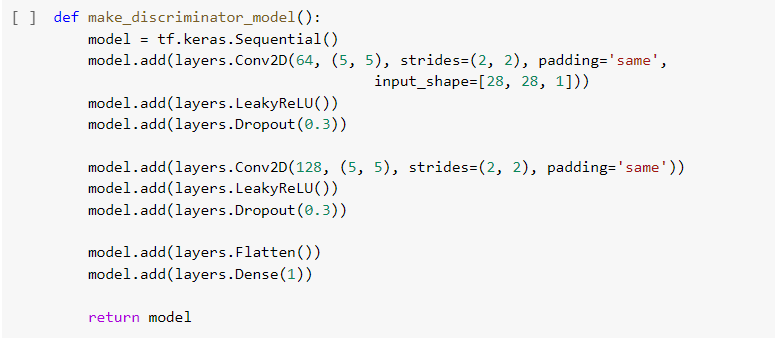 [ ] def make_discriminator_model():
    model = tf.keras.Sequential()
    model.add(layers.Conv2D(64, (5, 5), strides=(2, 2), padding='same',
                                     input_shape=[28, 28, 1]))
    model.add(layers.LeakyReLU())
    model.add(layers.Dropout(0.3))

    model.add(layers.Conv2D(128, (5, 5), strides=(2, 2), padding='same'))
    model.add(layers.LeakyReLU())
    model.add(layers.Dropout(0.3))

    model.add(layers.Flatten())
    model.add(layers.Dense(1))

    return model